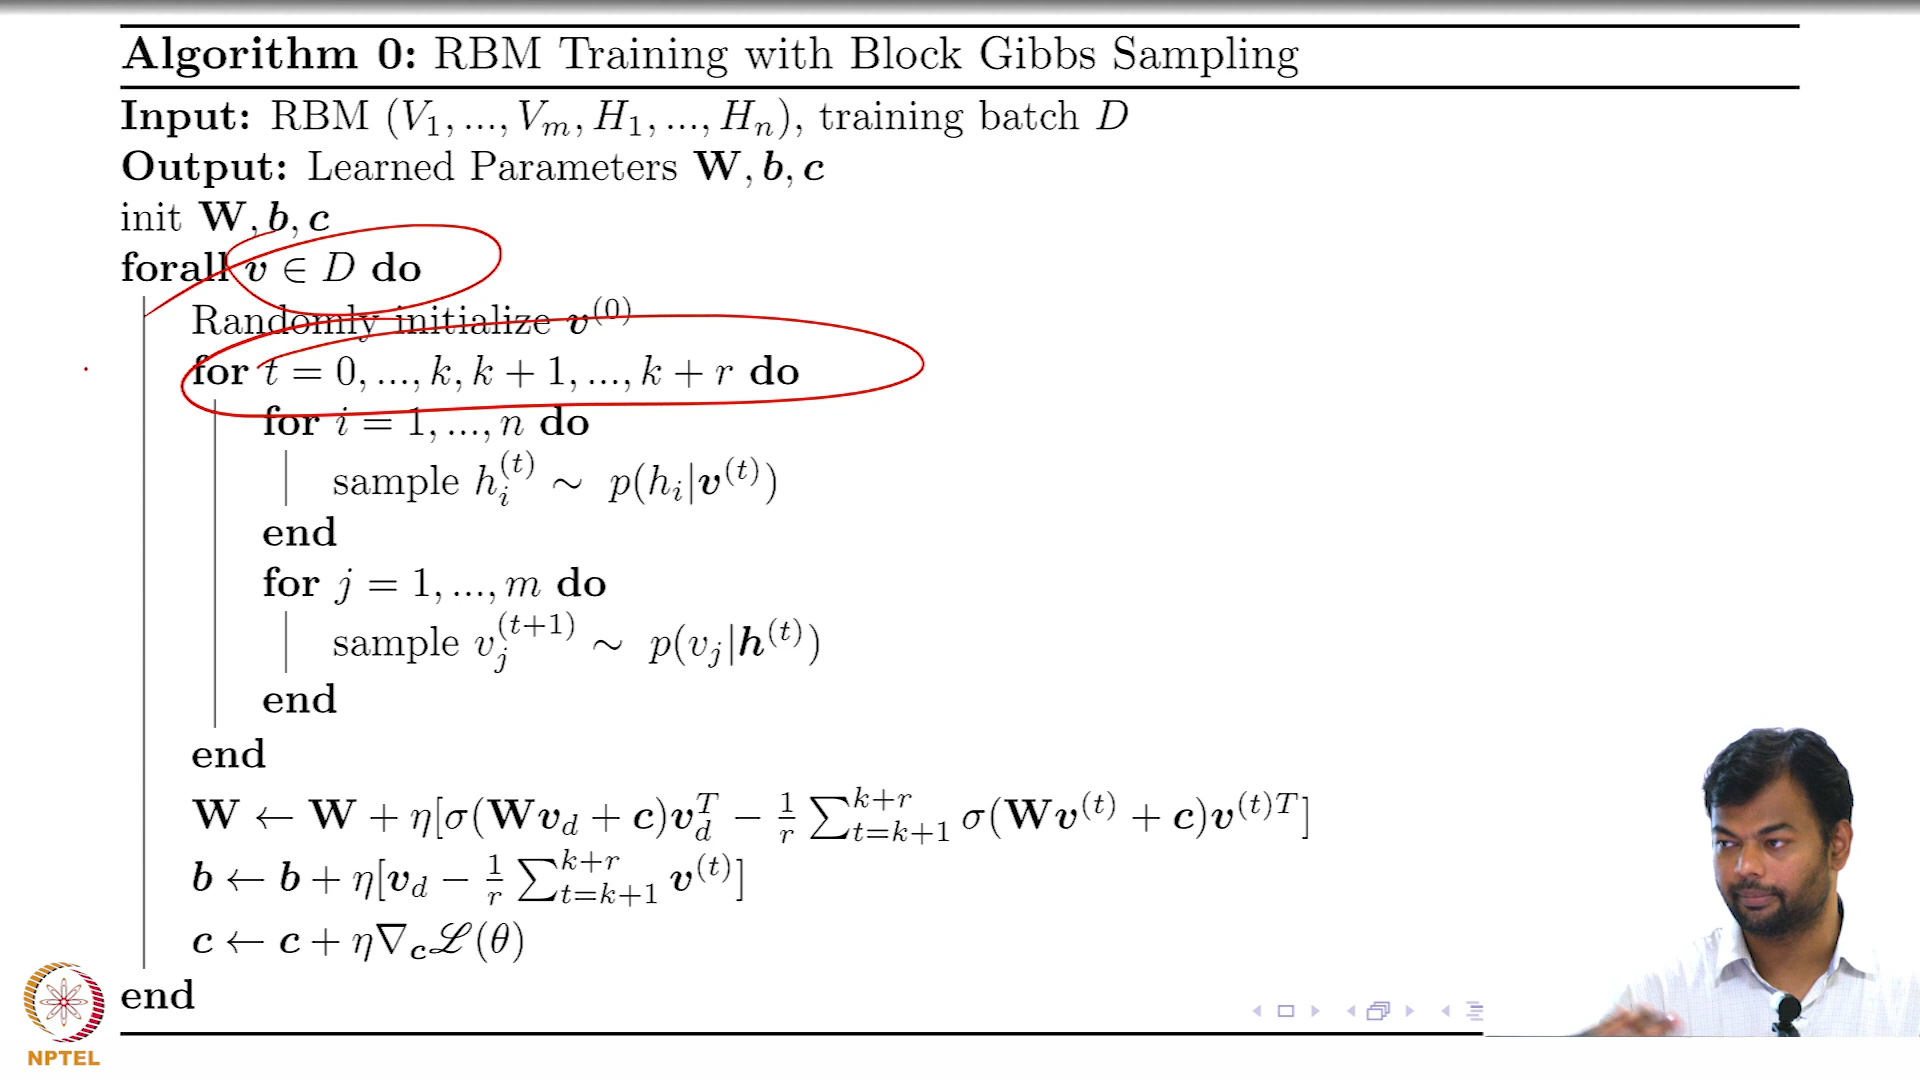 Algorithm 0: RBM Training with Block Gibbs Sampling
Input: RBM (V₁, ..., Vₘ, H₁, ..., Hₙ), training batch D
Output: Learned Parameters W, b, c
init W, b, c
forall v ∈ D do
Randomly initialize v⁽⁰⁾
for t = 0, ..., k, k + 1, ..., k + r do
for i = 1, ..., n do
sample hᵢ⁽ᵗ⁾ ∼ p(hᵢ|v⁽ᵗ⁾)
end
for j = 1, ..., m do
sample vⱼ⁽ᵗ⁺¹⁾ ∼ p(vⱼ|h⁽ᵗ⁾)
end
end
W ← W + η[σ(Wv_d + c)v_d^T − 1/r ∑_{t=k+1}^{k+r} σ(Wv⁽ᵗ⁾ + c)v⁽ᵗ⁾ᵀ]
b ← b + η[v_d − 1/r ∑_{t=k+1}^{k+r} v⁽ᵗ⁾]
c ← c + η∇_c ℒ(θ)
end
NPTEL